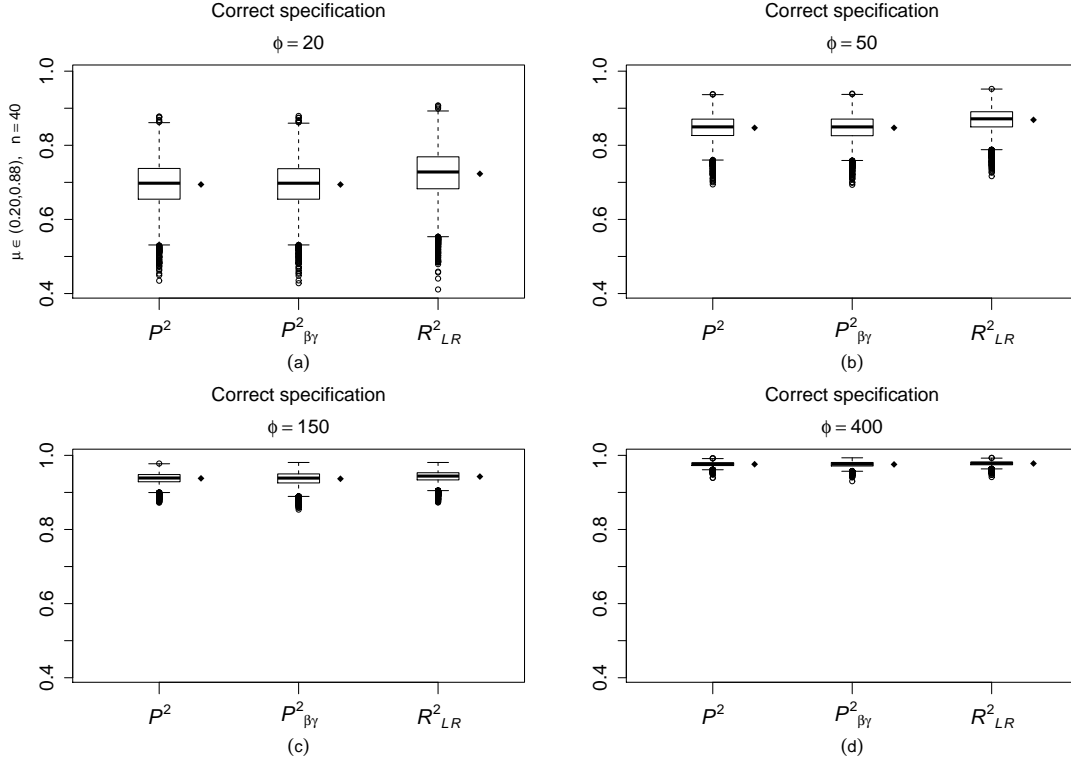 Correct specification
ϕ = 20
μ ∈ (0.20,0.88), n = 40
1.0
0.8
0.6
0.4
P² P²βγ R²LR
(a)
Correct specification
ϕ = 50
1.0
0.8
0.6
0.4
P² P²βγ R²LR
(b)
Correct specification
ϕ = 150
1.0
0.8
0.6
0.4
P² P²βγ R²LR
(c)
Correct specification
ϕ = 400
1.0
0.8
0.6
0.4
P² P²βγ R²LR
(d)